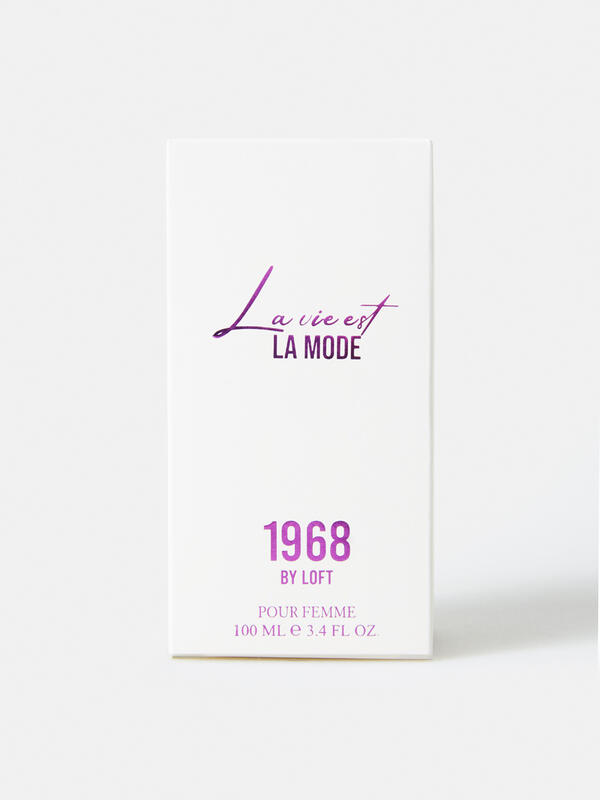 La vie est
LA MODE
1968
BY LOFT
POUR FEMME
100 ML ℮ 3.4 FL OZ.